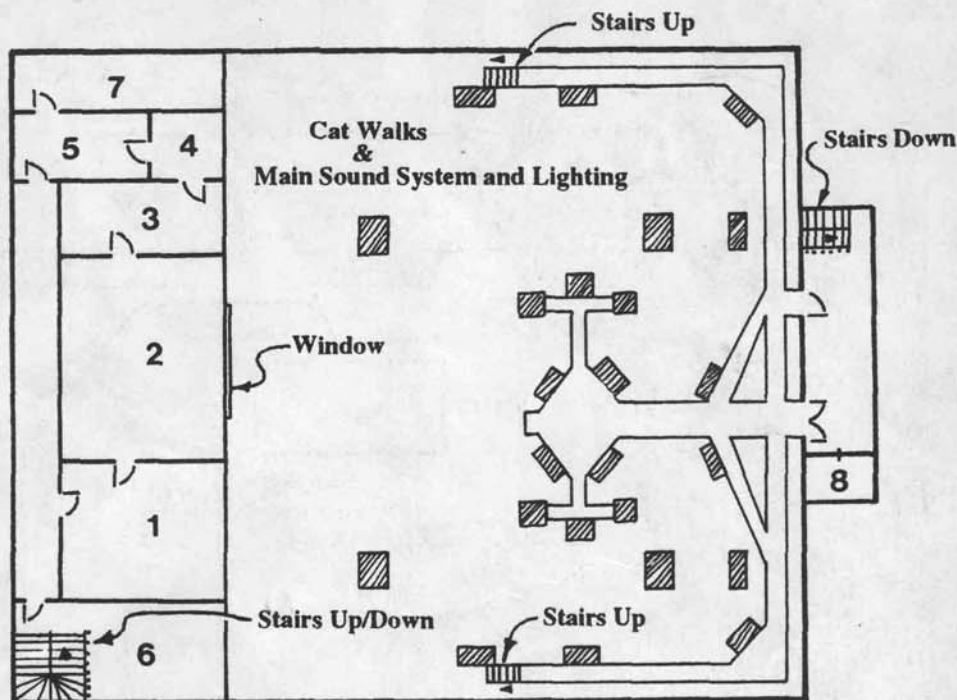 Stairs Up
7
Cat Walks
&
Main Sound System and Lighting
5
4
Stairs Down
3
2
Window
8
1
Stairs Up/Down
6
Stairs Up